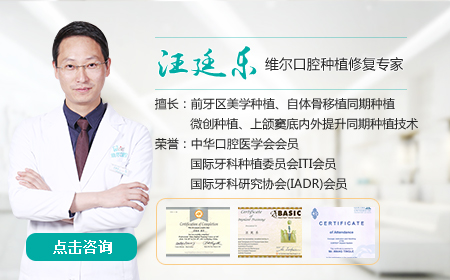 汪廷乐 维尔口腔种植修复专家
擅长：前牙区美学种植、自体骨移植同期种植
微创种植、上颌窦底内外提升同期种植技术
荣誉：中华口腔医学会会员
国际牙科种植委员会ITI会员
国际牙科研究协会(IADR)会员
Certificate
BASIC
CERTIFICATE
of Attendance
点击咨询